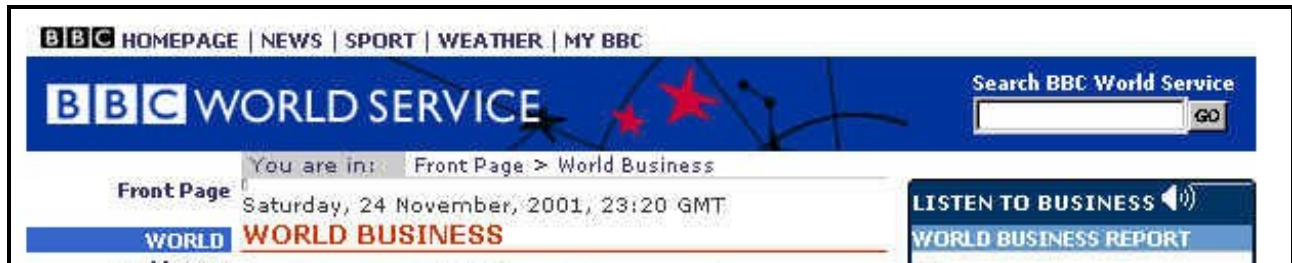 BBC HOMEPAGE | NEWS | SPORT | WEATHER | MY BBC
BBC WORLD SERVICE
Search BBC World Service
GO
You are in: Front Page > World Business
Front Page
Saturday, 24 November, 2001, 23:20 GMT
LISTEN TO BUSINESS
WORLD
WORLD BUSINESS
WORLD BUSINESS REPORT